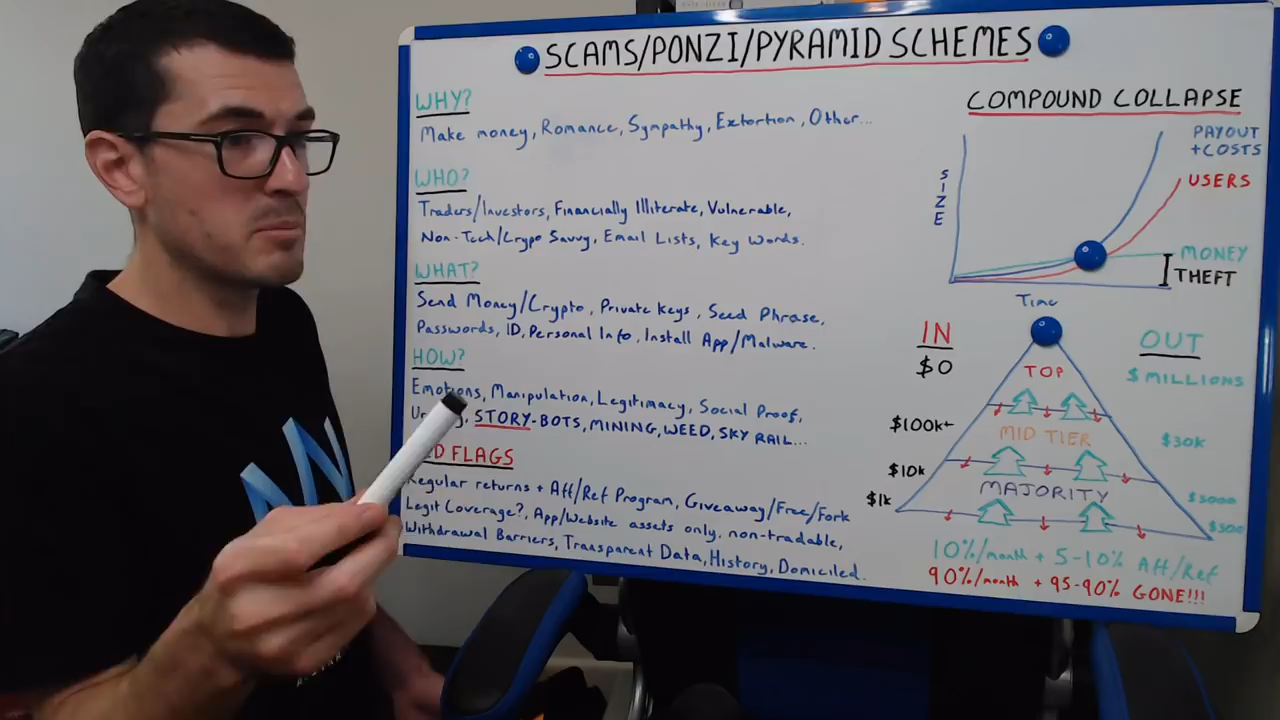 SCAMS/PONZI/PYRAMID SCHEMES
WHY?
Make money, Romance, Sympathy, Extortion, Other...
WHO?
Traders/Investors, Financially Illiterate, Vulnerable,
Non-Tech/Crypo Savvy, Email Lists, Key Words.
WHAT?
Send Money/Crypto, Private Keys, Seed Phrase,
Passwords, ID, Personal Info, Install App/Malware.
HOW?
Emotions, Manipulation, Legitimacy, Social Proof,
STORY-BOTS, MINING, WEED, SKY RAIL...
ED FLAGS
Regular returns + Aff/Ref Program, Giveaway/Free/Fork
Legit Coverage?, App/Website assets only, non-tradable,
Withdrawal Barriers, Transparent Data, History, Domiciled.
COMPOUND COLLAPSE
SIZE
PAYOUT
+COSTS
USERS
MONEY
THEFT
Time
IN
$0
$100k+
$10k
$1k
TOP
MID TIER
MAJORITY
OUT
$MILLIONS
$30k
$3000
$300
10%/month + 5-10% Aff/Ref
90%/month + 95-90% GONE!!!